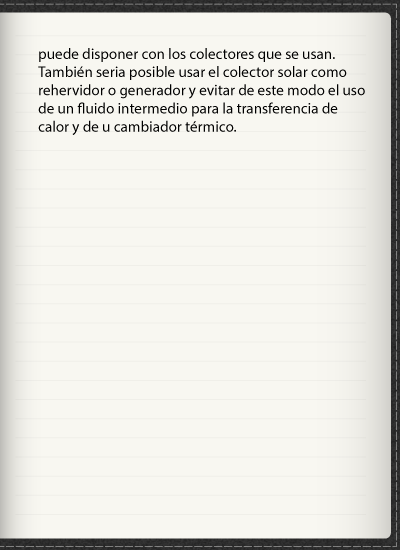 puede disponer con los colectores que se usan.
También seria posible usar el colector solar como
rehervidor o generador y evitar de este modo el uso
de un fluido intermedio para la transferencia de
calor y de u cambiador térmico.